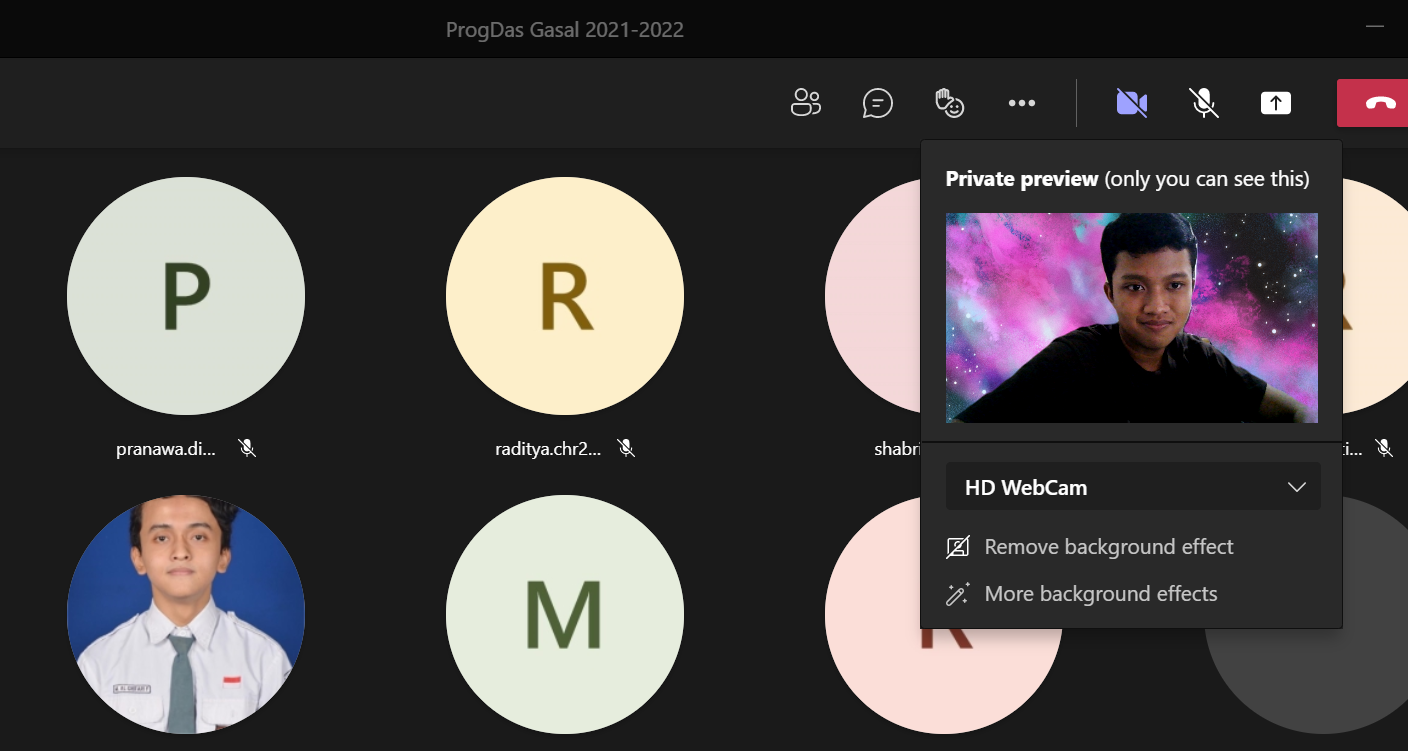 ProgDas Gasal 2021-2022
Private preview (only you can see this)
P
R
R
pranawa.di...
raditya.chr2...
shabri
ti...
HD WebCam
Remove background effect
More background effects
M
R